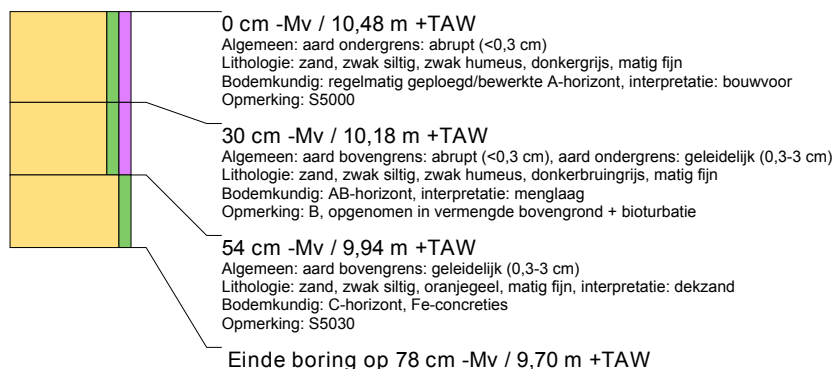 0 cm -Mv / 10,48 m +TAW
Algemeen: aard ondergrens: abrupt (<0,3 cm)
Lithologie: zand, zwak siltig, zwak humeus, donkergrijs, matig fijn
Bodemkundig: regelmatig geploegd/bewerkte A-horizont, interpretatie: bouwvoor
Opmerking: S5000
30 cm -Mv / 10,18 m +TAW
Algemeen: aard bovengrens: abrupt (<0,3 cm), aard ondergrens: geleidelijk (0,3-3 cm)
Lithologie: zand, zwak siltig, zwak humeus, donkerbruingrijs, matig fijn
Bodemkundig: AB-horizont, interpretatie: menglaag
Opmerking: B, opgenomen in vermengde bovengrond + bioturbatie
54 cm -Mv / 9,94 m +TAW
Algemeen: aard bovengrens: geleidelijk (0,3-3 cm)
Lithologie: zand, zwak siltig, oranjegeel, matig fijn, interpretatie: dekzand
Bodemkundig: C-horizont, Fe-concreties
Opmerking: S5030
Einde boring op 78 cm -Mv / 9,70 m +TAW